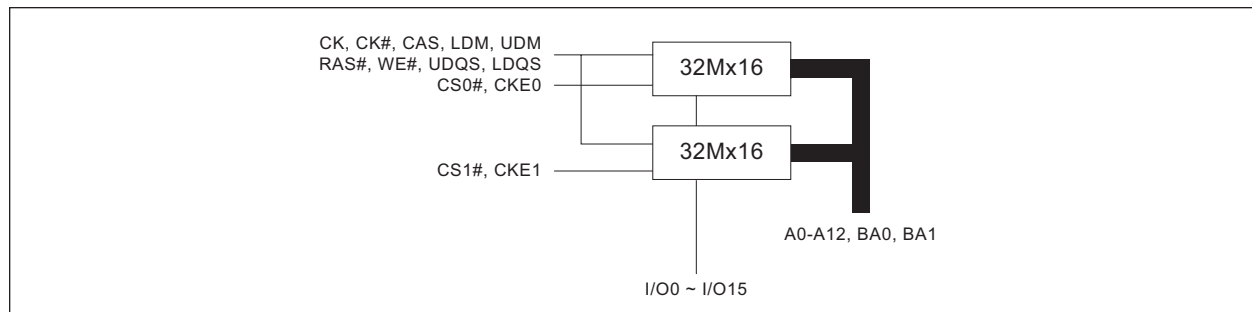 CK, CK#, CAS, LDM, UDM
RAS#, WE#, UDQS, LDQS
CS0#, CKE0
32Mx16
32Mx16
CS1#, CKE1
A0-A12, BA0, BA1
I/O0 ~ I/O15